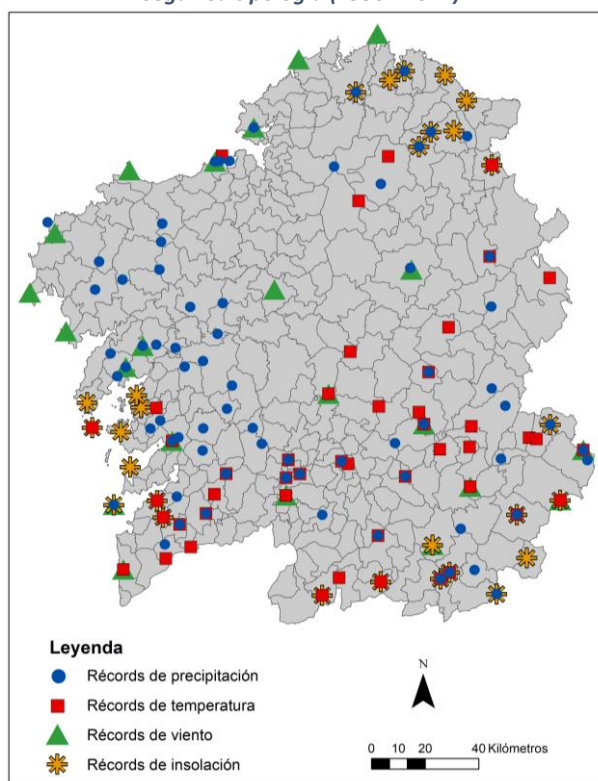 Leyenda
Récords de precipitación
Récords de temperatura
Récords de viento
Récords de insolación
N
0 10 20 40 Kilómetros